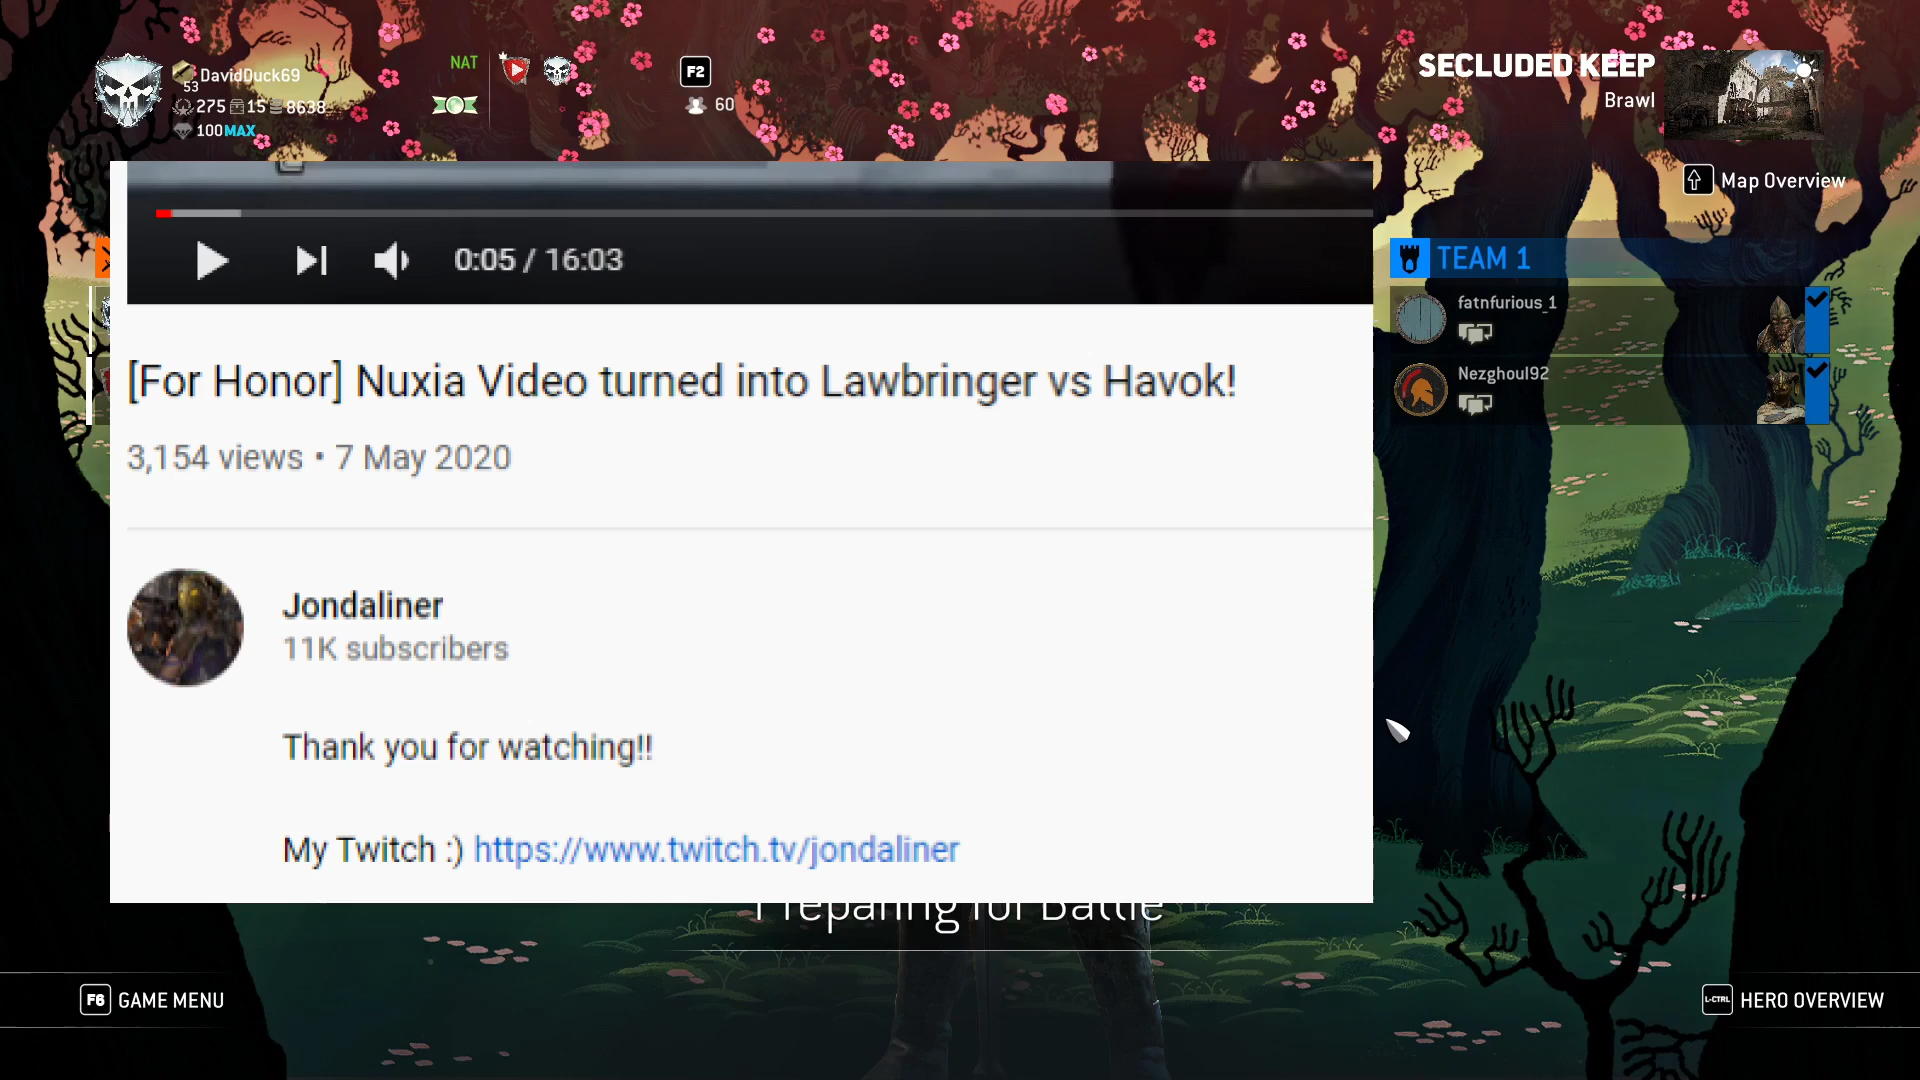 DavidDuck69
53
275 15 8638
100MAX
NAT
F2
60
SECLUDED KEEP
Brawl
Map Overview
0:05 / 16:03
TEAM 1
fatnfurious_1
Nezghoul92
[For Honor] Nuxia Video turned into Lawbringer vs Havok!
3,154 views • 7 May 2020
Jondaliner
11K subscribers
Thank you for watching!!
My Twitch :) https://www.twitch.tv/jondaliner
Preparing for Battle
F6 GAME MENU
L-CTRL HERO OVERVIEW